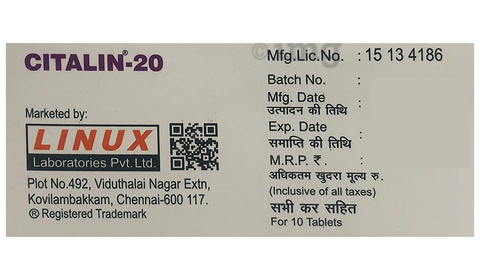 CITALIN®-20
Marketed by:
LINUX
Laboratories Pvt. Ltd.
Plot No.492, Viduthalai Nagar Extn,
Kovilambakkam, Chennai-600 117.
® Registered Trademark
Mfg.Lic.No. : 15 13 4186
Batch No. :
Mfg. Date
उत्पादन की तिथि :
Exp. Date
समाप्ति की तिथि :
M.R.P. ₹ :
अधिकतम खुदरा मूल्य रु.
(Inclusive of all taxes)
सभी कर सहित
For 10 Tablets